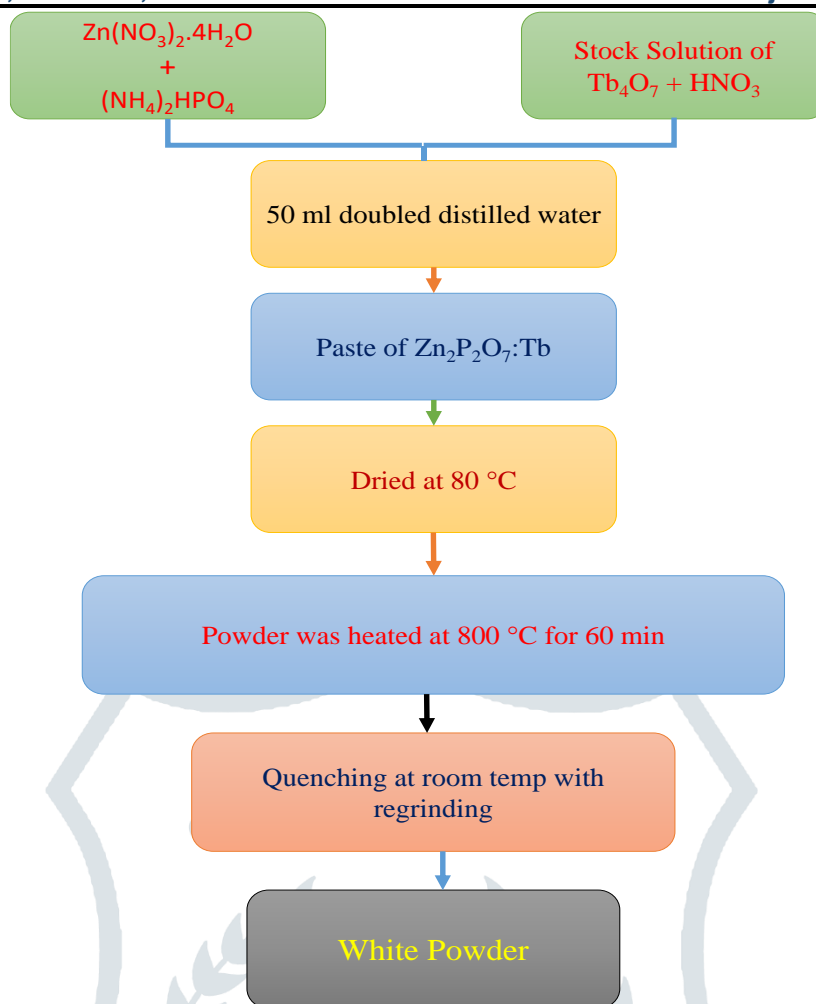 Zn(NO₃)₂.4H₂O
+
(NH₄)₂HPO₄
Stock Solution of
Tb₄O₇ + HNO₃
50 ml doubled distilled water
Paste of Zn₂P₂O₇:Tb
Dried at 80 °C
Powder was heated at 800 °C for 60 min
Quenching at room temp with
regrinding
White Powder